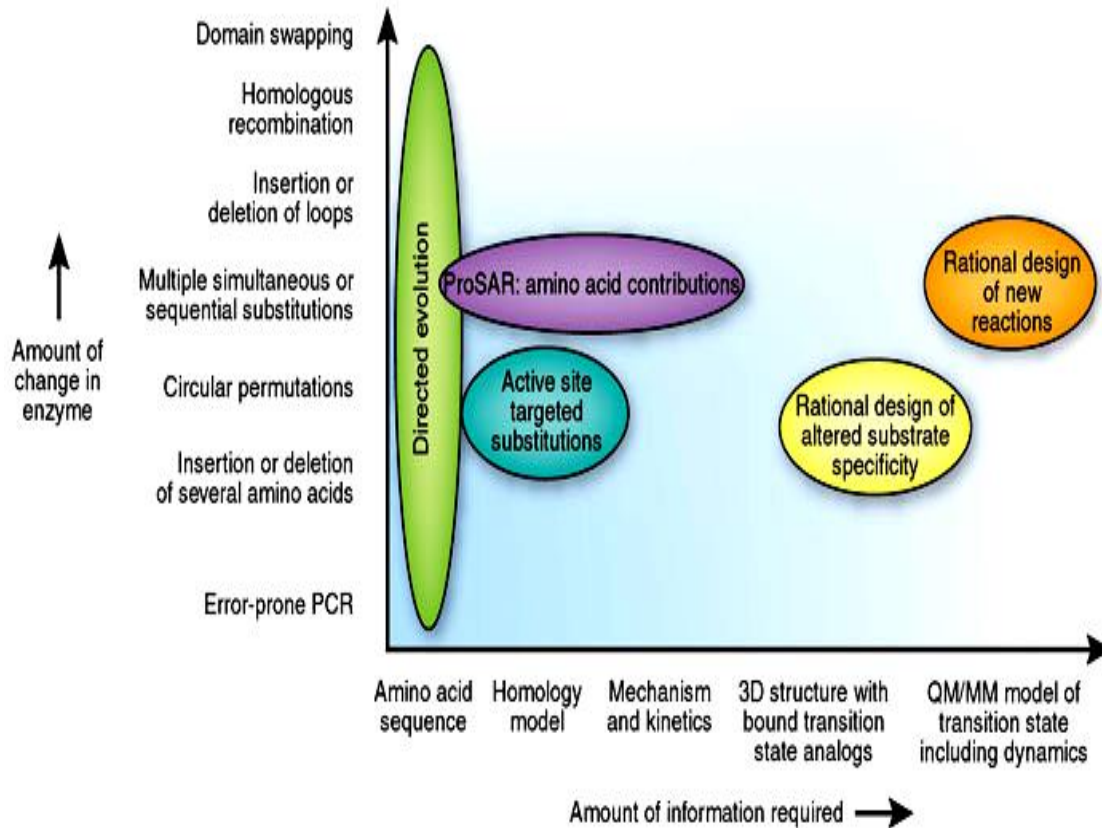 Domain swapping
Homologous
recombination
Insertion or
deletion of loops
Multiple simultaneous or
sequential substitutions
Circular permutations
Insertion or deletion
of several amino acids
Error-prone PCR
Amount of
change in
enzyme
Directed evolution
ProSAR: amino acid contributions
Active site
targeted
substitutions
Rational design of
altered substrate
specificity
Rational design
of new
reactions
Amino acid
sequence
Homology
model
Mechanism
and kinetics
3D structure with
bound transition
state analogs
QM/MM model of
transition state
including dynamics
Amount of information required